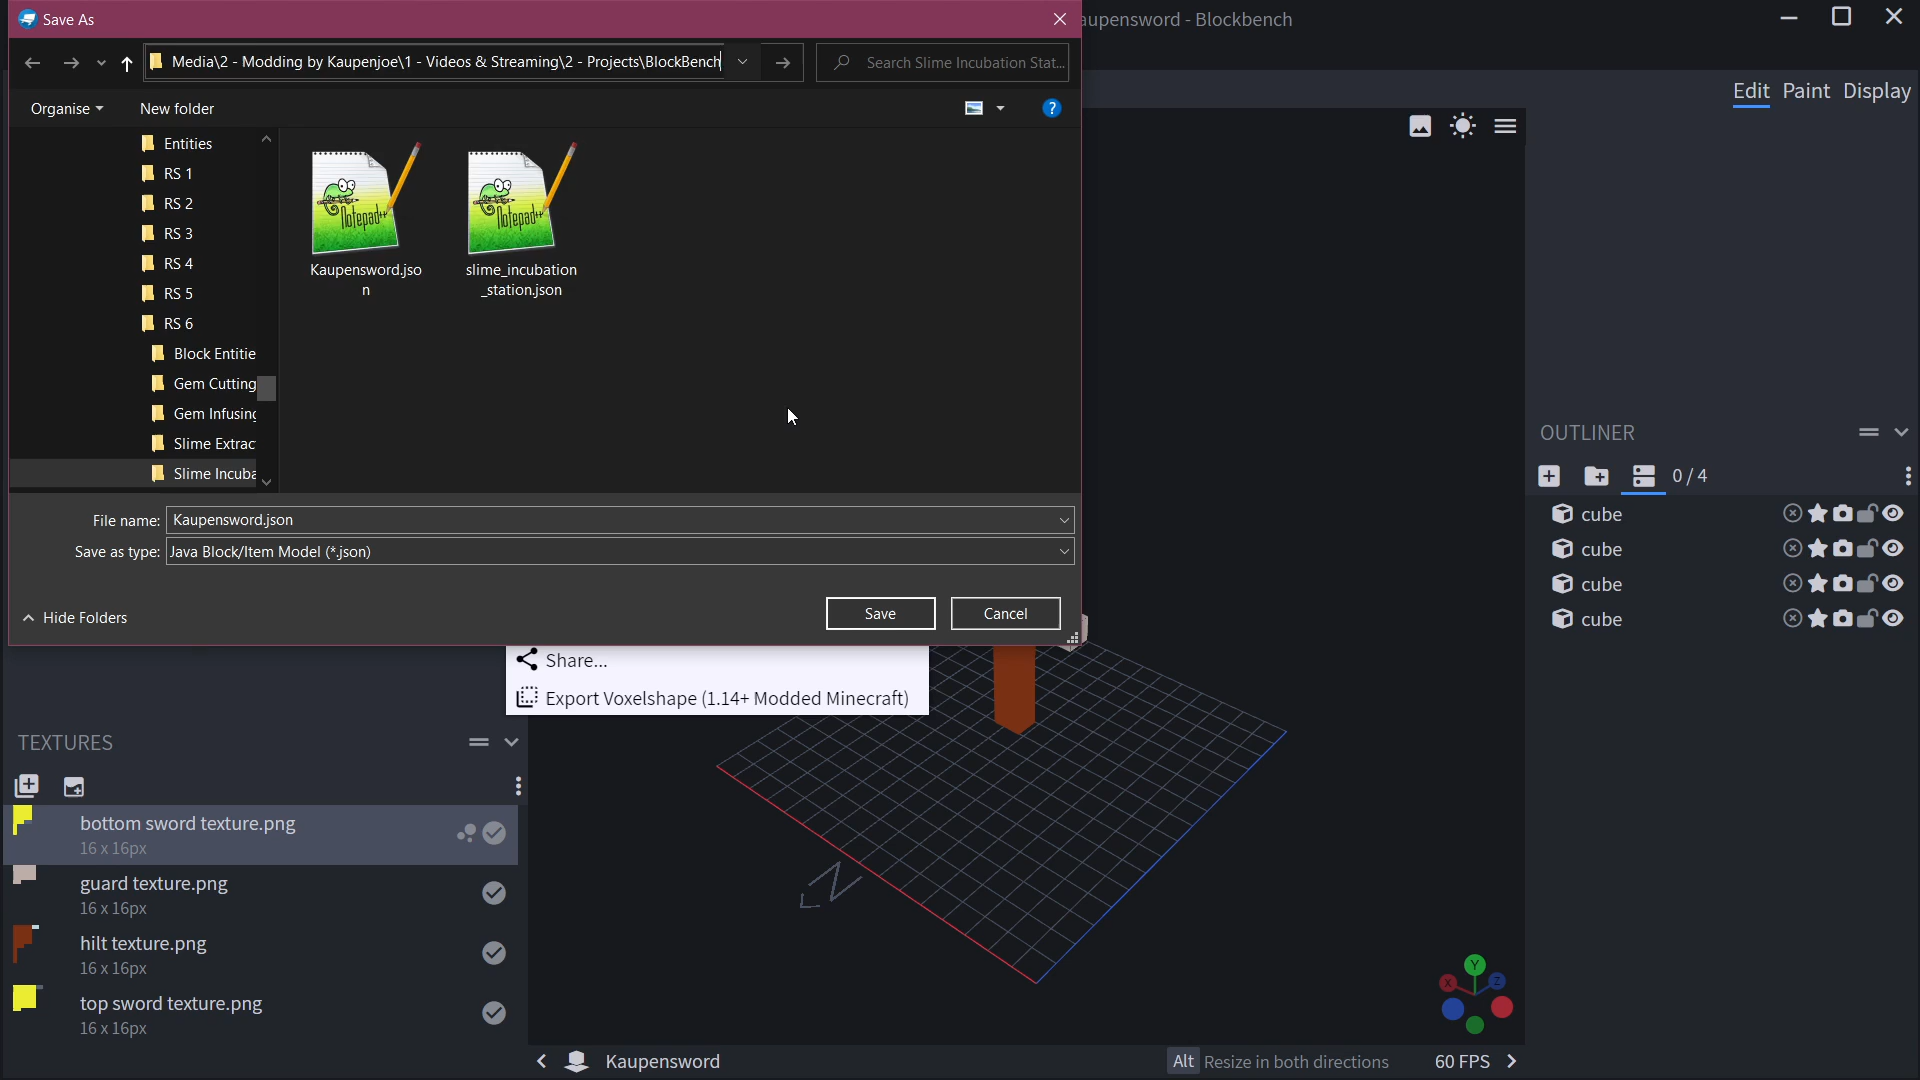 Save As
aupensword - Blockbench
Media\2 - Modding by Kaupenjoe\1 - Videos & Streaming\2 - Projects\BlockBench
Search Slime Incubation Stat...
Organise
New folder
Edit Paint Display
Entities
RS 1
RS 2
RS 3
RS 4
RS 5
RS 6
Block Entitie
Gem Cutting
Gem Infusing
Slime Extrac
Slime Incuba
Notepad++
Notepad++
Kaupensword.jso
n
slime_incubation
_station.json
OUTLINER
0 / 4
cube
cube
cube
cube
File name: Kaupensword.json
Save as type: Java Block/Item Model (*.json)
Hide Folders
Save
Cancel
Share...
Export Voxelshape (1.14+ Modded Minecraft)
TEXTURES
bottom sword texture.png
16 x 16px
guard texture.png
16 x 16px
hilt texture.png
16 x 16px
top sword texture.png
16 x 16px
N
Y
X
Z
Kaupensword
Alt Resize in both directions
60 FPS